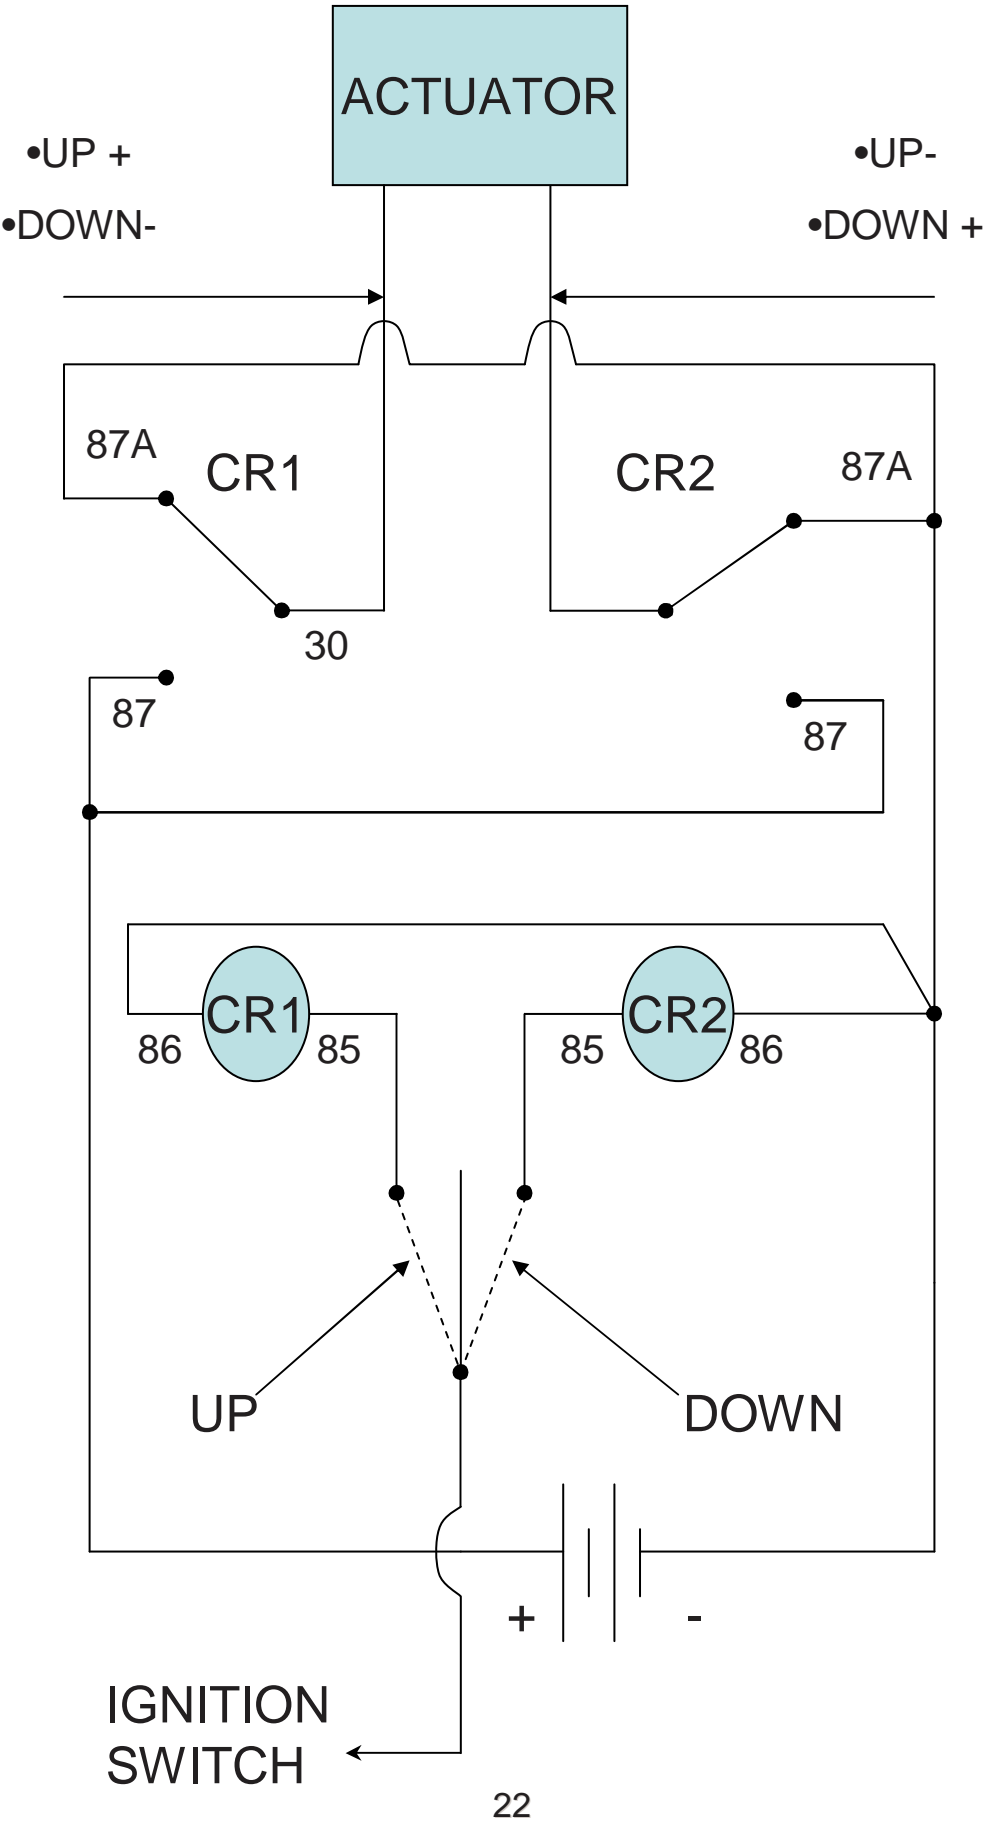 ACTUATOR
•UP +
•UP-
•DOWN-
•DOWN +
87A
CR1
CR2
87A
30
87
87
CR1
CR2
86
85
85
86
UP
DOWN
+
-
IGNITION
SWITCH
22